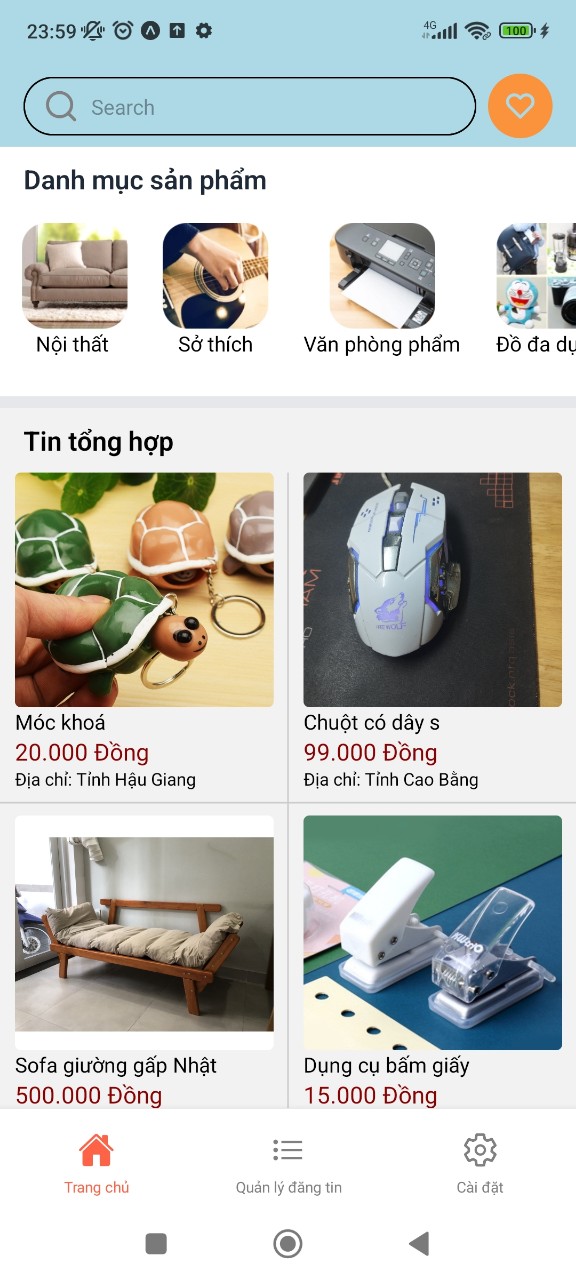 23:59
4G
100
Search
Danh mục sản phẩm
Nội thất
Sở thích
Văn phòng phẩm
Đồ đa dụ
Tin tổng hợp
Móc khoá
20.000 Đồng
Địa chỉ: Tỉnh Hậu Giang
Chuột có dây s
99.000 Đồng
Địa chỉ: Tỉnh Cao Bằng
Sofa giường gấp Nhật
500.000 Đồng
Dụng cụ bấm giấy
15.000 Đồng
Trang chủ
Quản lý đăng tin
Cài đặt